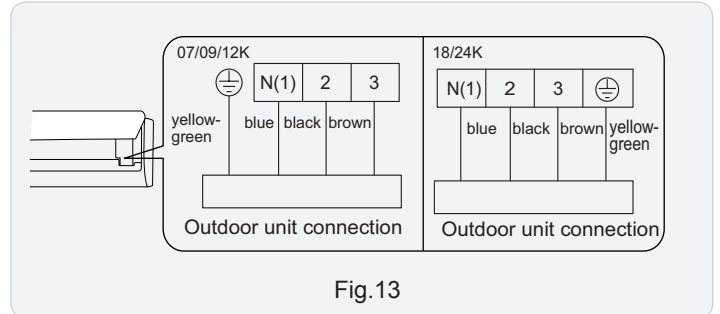 07/09/12K
N(1) 2 3
yellow-
green
blue black brown
Outdoor unit connection
18/24K
N(1) 2 3
blue black brown yellow-
green
Outdoor unit connection
Fig.13